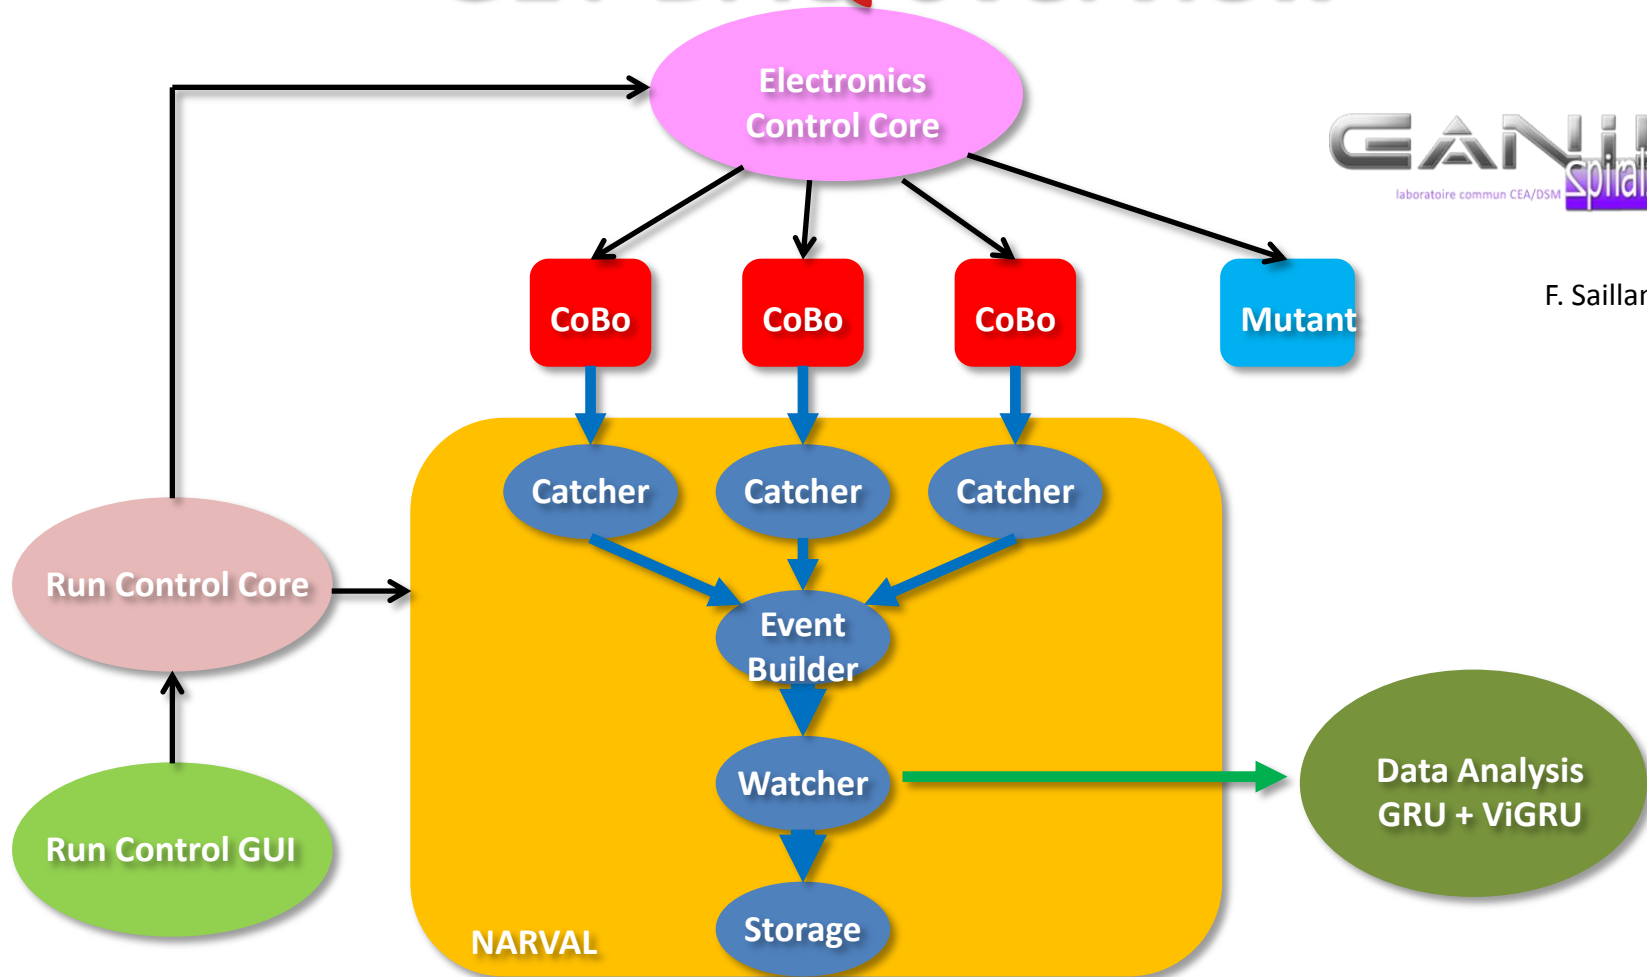 Electronics
Control Core
laboratoire commun CEA/DSM
F.
CoBo
CoBo
CoBo
Mutant
Catcher
Catcher
Catcher
Run Control Core
Event
Builder
Data Analysis
GRU + ViGRU
Watcher
Run Control GUI
Storage
NARVAL